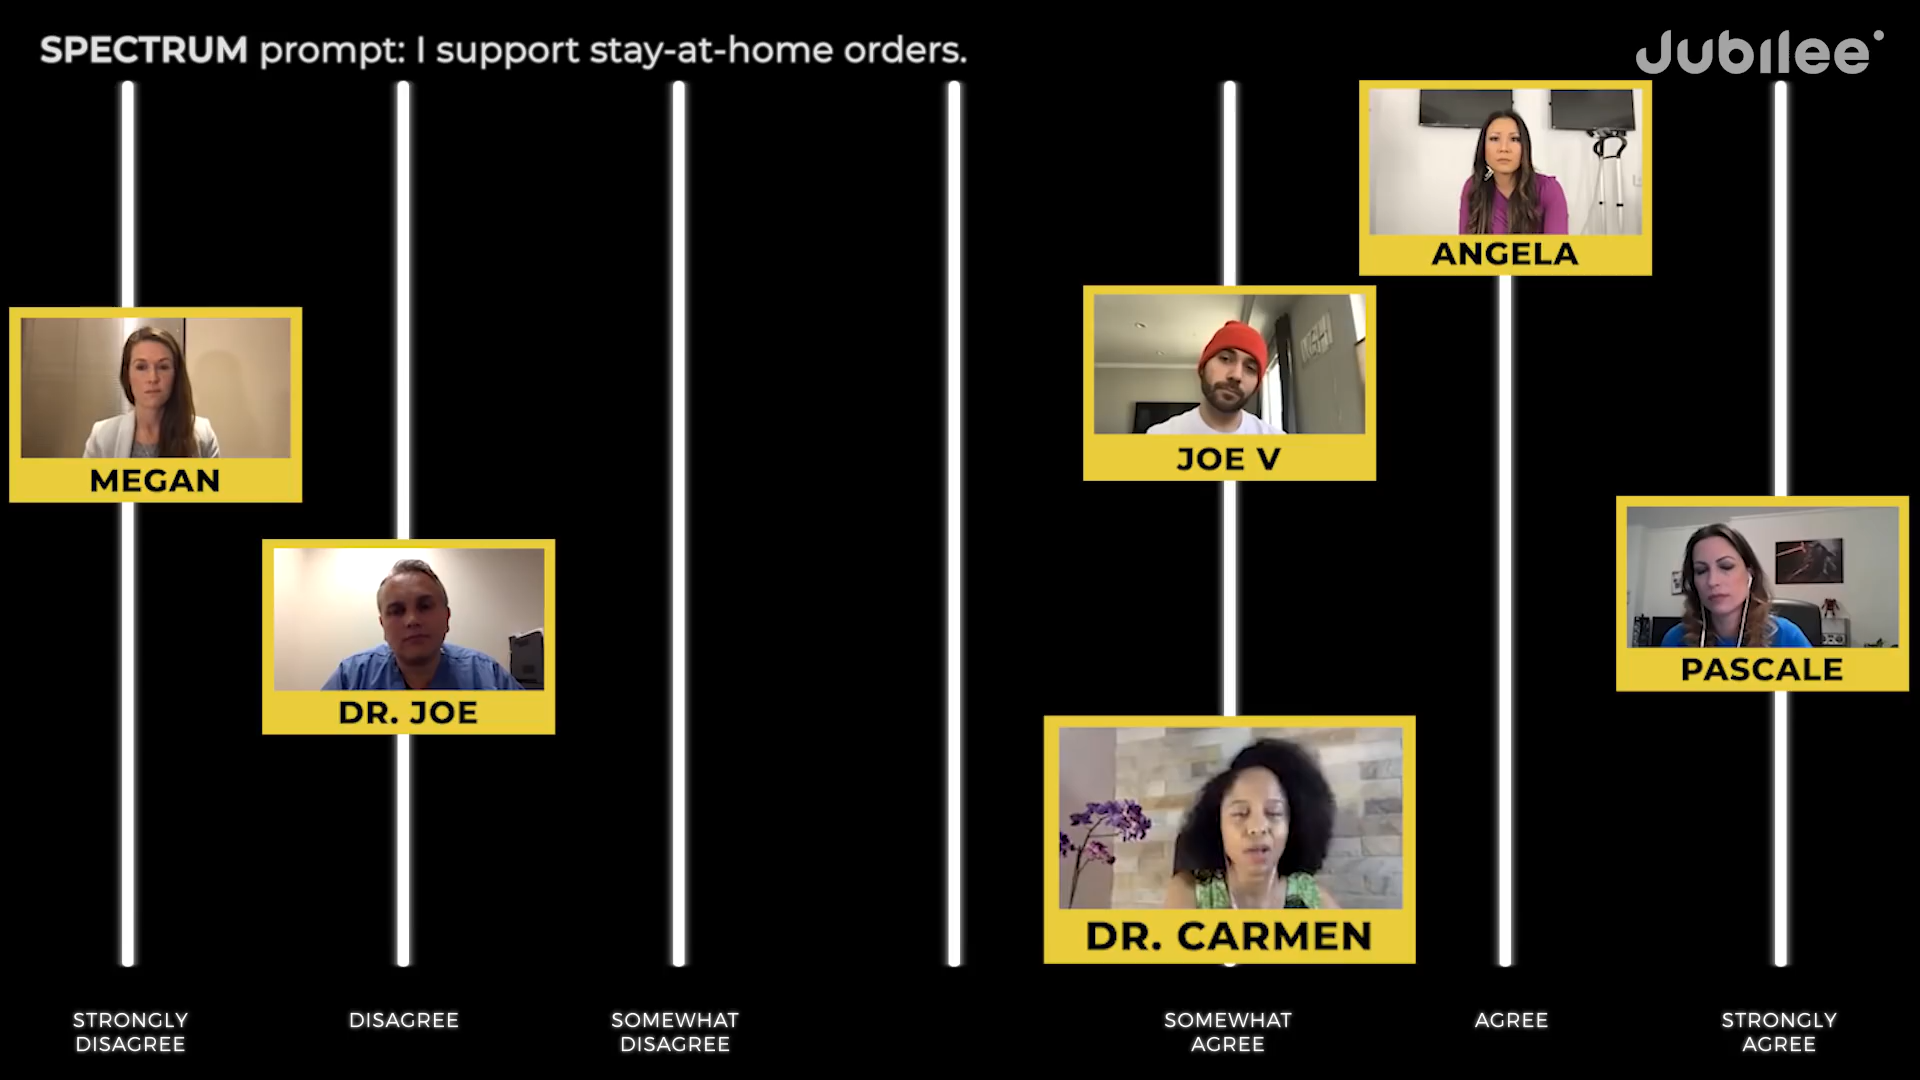 SPECTRUM prompt: I support stay-at-home orders.
Jubilee
ANGELA
MEGAN
JOE V
DR. JOE
PASCALE
DR. CARMEN
STRONGLY
DISAGREE
DISAGREE
SOMEWHAT
DISAGREE
SOMEWHAT
AGREE
AGREE
STRONGLY
AGREE